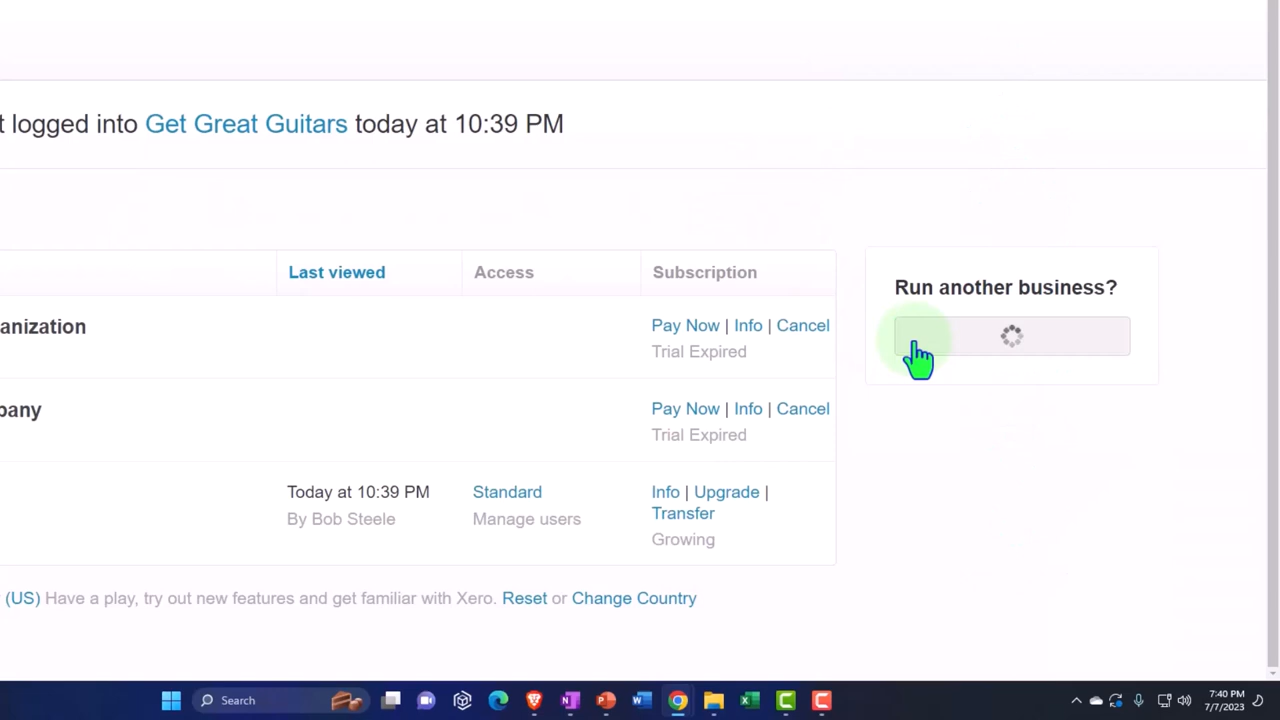 t logged into Get Great Guitars today at 10:39 PM
Last viewed Access Subscription
Run another business?
anization
Pay Now | Info | Cancel
Trial Expired
pany
Pay Now | Info | Cancel
Trial Expired
Today at 10:39 PM Standard Info | Upgrade |
Transfer
By Bob Steele Manage users
Growing
(US) Have a play, try out new features and get familiar with Xero. Reset or Change Country
Search
7:40 PM
7/7/2023